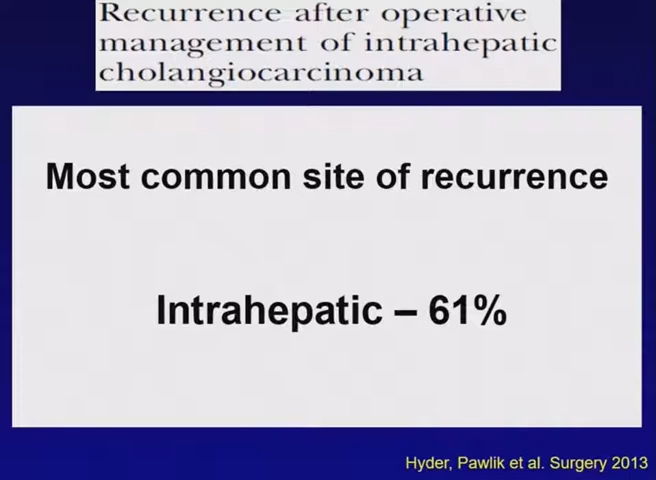 Recurrence after operative
management of intrahepatic
cholangiocarcinoma
Most common site of recurrence
Intrahepatic – 61%
Hyder, Pawlik et al. Surgery 2013